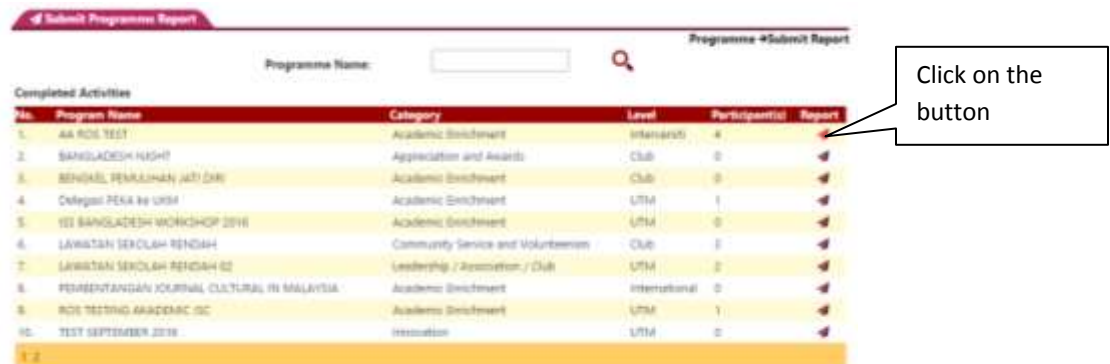 Submit Programme Report
Programme ➔Submit Report
Programme Name:
Click on the
button
Completed Activities
No. Program Name Category Level Participant(s) Report
1. AA ROS TEST Academic Enrichment Intervarsiti 4
2. BANGLADESH NIGHT Appreciation and Awards Club 0
3. BENGKEL PEMULIHAN JATI DIRI Academic Enrichment Club 0
4. Delegasi PEKA ke UKM Academic Enrichment UTM 1
5. BANGLADESH WORKSHOP 2016 Academic Enrichment UTM 0
6. LAWATAN SEKOLAH RENDAH Community Service and Volunteerism Club
7. LAWATAN SEKOLAH RENDAH 02 Leadership / Association / Club UTM
8. PEMBENTANGAN JOURNAL CULTURAL IN MALAYSIA Academic Enrichment International 0
9. ROS TESTING AKADEMIC Academic Enrichment UTM 1
10. TEST SEPTEMBER 2016 Innovation UTM 0
1 2